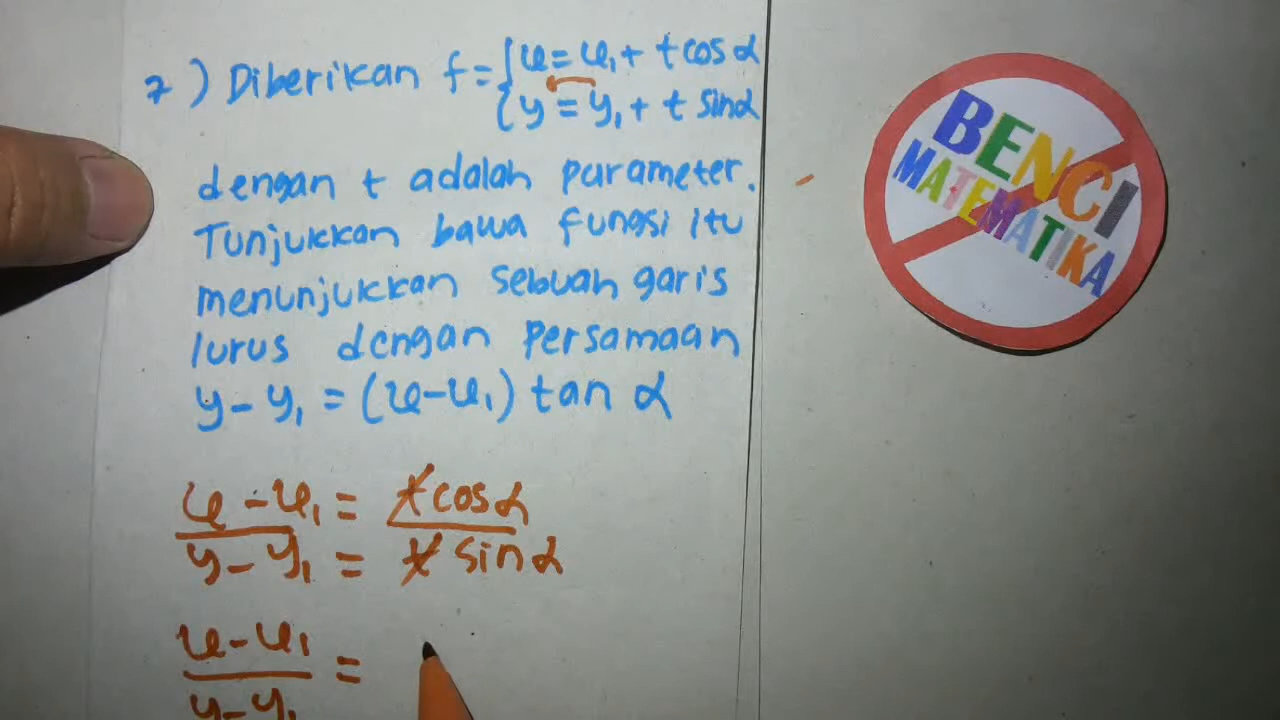 7) Diberikan f = { x = x₁ + t cos α
{ y = y₁ + t sin α
dengan t adalah parameter.
Tunjukkan bawa fungsi itu
menunjukkan sebuah garis
lurus dengan persamaan
y - y₁ = (x - x₁) tan α
x - x₁ = t cos α
y - y₁ = t sin α
x - x₁ =
y - y₁
BENCI
MATEMATIKA